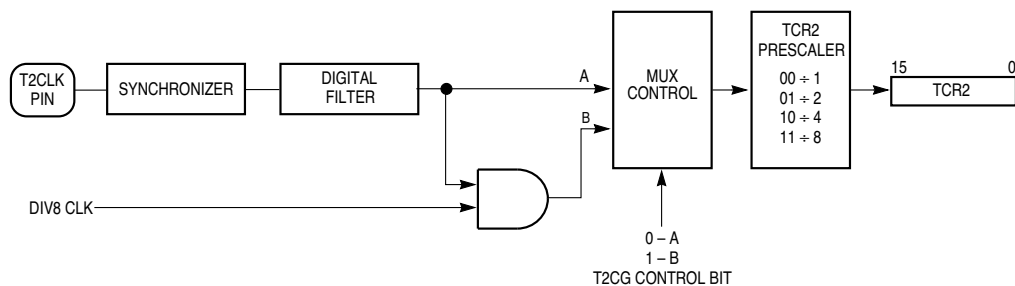 T2CLK
PIN
SYNCHRONIZER
DIGITAL
FILTER
A
B
MUX
CONTROL
TCR2
PRESCALER
00 ÷ 1
01 ÷ 2
10 ÷ 4
11 ÷ 8
15 0
TCR2
DIV8 CLK
0 – A
1 – B
T2CG CONTROL BIT